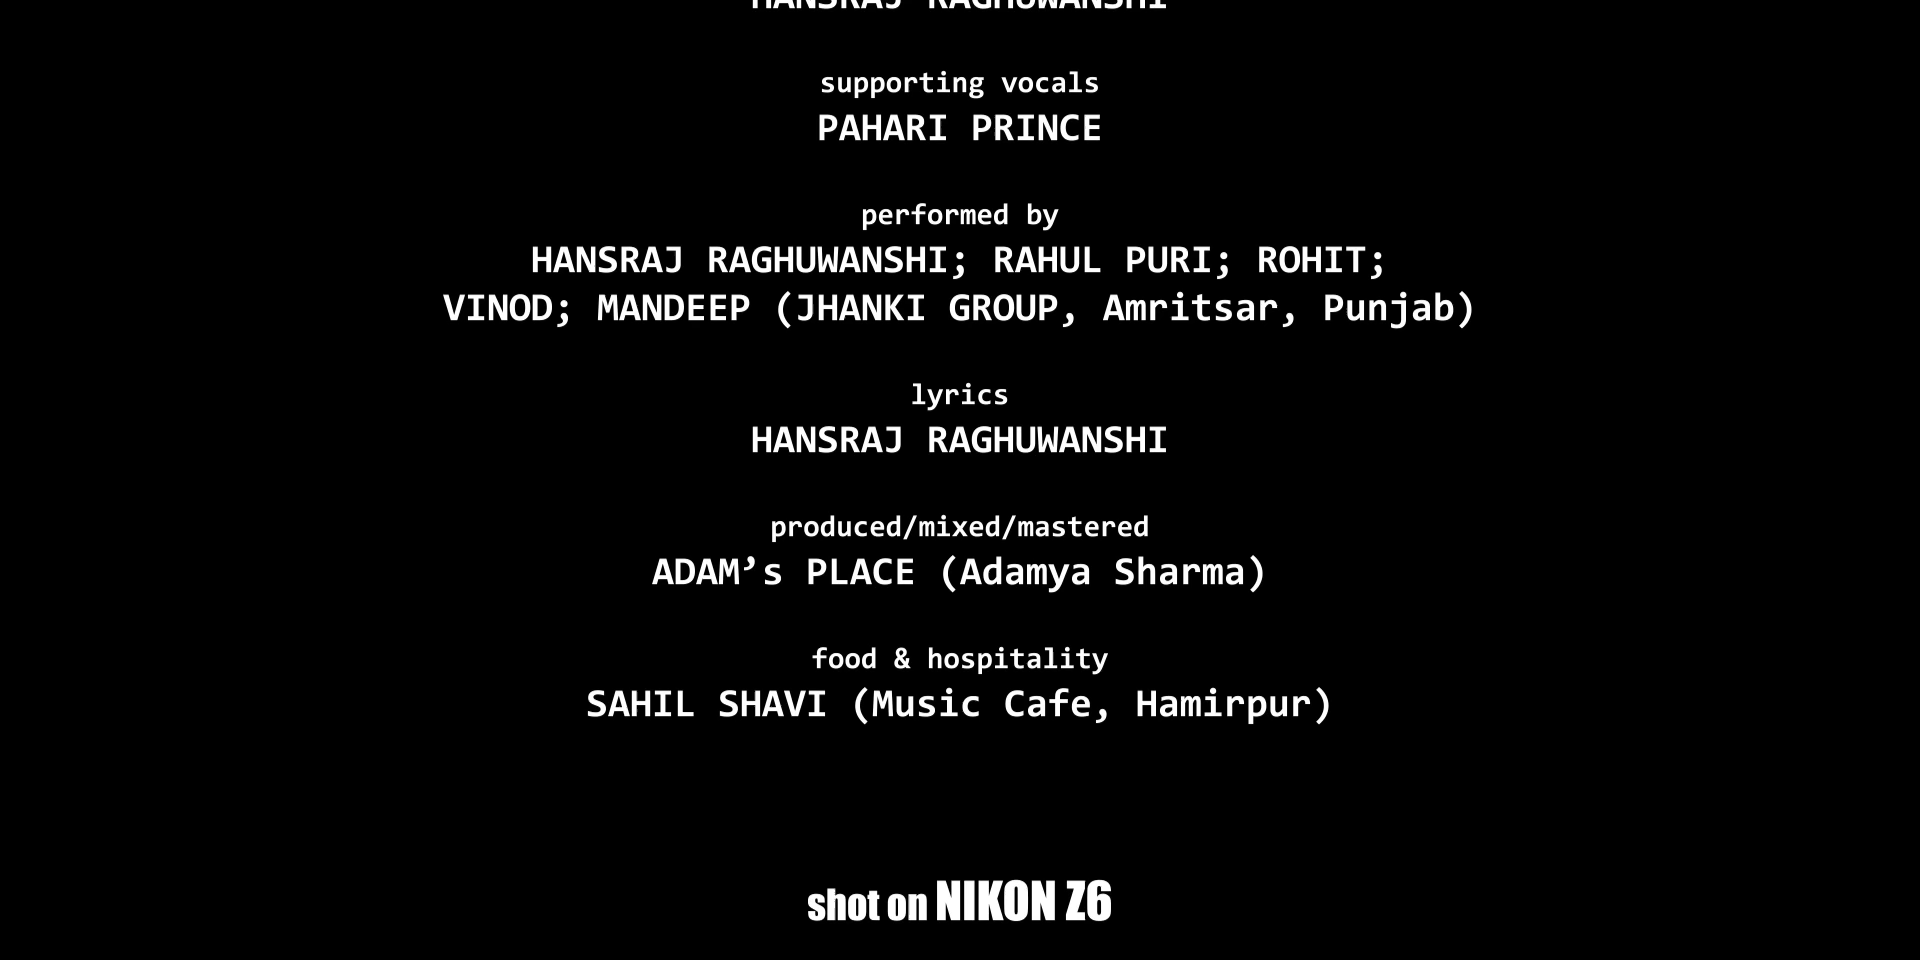 HANSRAJ RAGHUWANSHI
supporting vocals
PAHARI PRINCE
performed by
HANSRAJ RAGHUWANSHI; RAHUL PURI; ROHIT;
VINOD; MANDEEP (JHANKI GROUP, Amritsar, Punjab)
lyrics
HANSRAJ RAGHUWANSHI
produced/mixed/mastered
ADAM’s PLACE (Adamya Sharma)
food & hospitality
SAHIL SHAVI (Music Cafe, Hamirpur)
shot on NIKON Z6